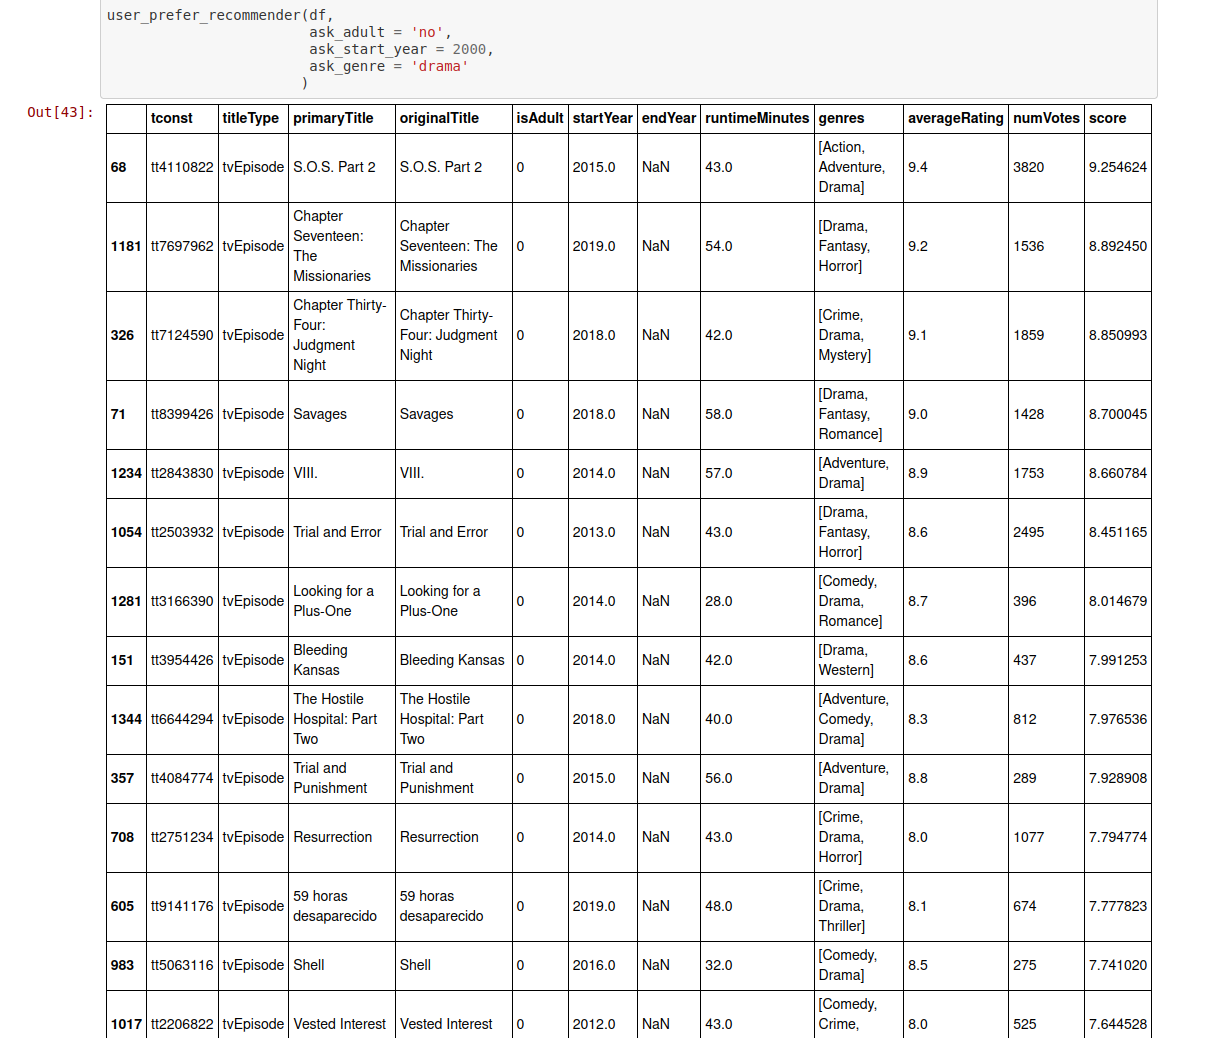 user_prefer_recommender(df,
ask_adult = 'no',
ask_start_year = 2000,
ask_genre = 'drama'
)
Out[43]:
tconst titleType primaryTitle originalTitle isAdult startYear endYear runtimeMinutes genres averageRating numVotes score
68 tt4110822 tvEpisode S.O.S. Part 2 S.O.S. Part 2 0 2015.0 NaN 43.0 [Action, Adventure, Drama] 9.4 3820 9.254624
1181 tt7697962 tvEpisode Chapter Seventeen: The Missionaries Chapter Seventeen: The Missionaries 0 2019.0 NaN 54.0 [Drama, Fantasy, Horror] 9.2 1536 8.892450
326 tt7124590 tvEpisode Chapter Thirty-Four: Judgment Night Chapter Thirty-Four: Judgment Night 0 2018.0 NaN 42.0 [Crime, Drama, Mystery] 9.1 1859 8.850993
71 tt8399426 tvEpisode Savages Savages 0 2018.0 NaN 58.0 [Drama, Fantasy, Romance] 9.0 1428 8.700045
1234 tt2843830 tvEpisode VIII. VIII. 0 2014.0 NaN 57.0 [Adventure, Drama] 8.9 1753 8.660784
1054 tt2503932 tvEpisode Trial and Error Trial and Error 0 2013.0 NaN 43.0 [Drama, Fantasy, Horror] 8.6 2495 8.451165
1281 tt3166390 tvEpisode Looking for a Plus-One Looking for a Plus-One 0 2014.0 NaN 28.0 [Comedy, Drama, Romance] 8.7 396 8.014679
151 tt3954426 tvEpisode Bleeding Kansas Bleeding Kansas 0 2014.0 NaN 42.0 [Drama, Western] 8.6 437 7.991253
1344 tt6644294 tvEpisode The Hostile Hospital: Part Two The Hostile Hospital: Part Two 0 2018.0 NaN 40.0 [Adventure, Comedy, Drama] 8.3 812 7.976536
357 tt4084774 tvEpisode Trial and Punishment Trial and Punishment 0 2015.0 NaN 56.0 [Adventure, Drama] 8.8 289 7.928908
708 tt2751234 tvEpisode Resurrection Resurrection 0 2014.0 NaN 43.0 [Crime, Drama, Horror] 8.0 1077 7.794774
605 tt9141176 tvEpisode 59 horas desaparecido 59 horas desaparecido 0 2019.0 NaN 48.0 [Crime, Drama, Thriller] 8.1 674 7.777823
983 tt5063116 tvEpisode Shell Shell 0 2016.0 NaN 32.0 [Comedy, Drama] 8.5 275 7.741020
1017 tt2206822 tvEpisode Vested Interest Vested Interest 0 2012.0 NaN 43.0 [Comedy, Crime, 8.0 525 7.644528